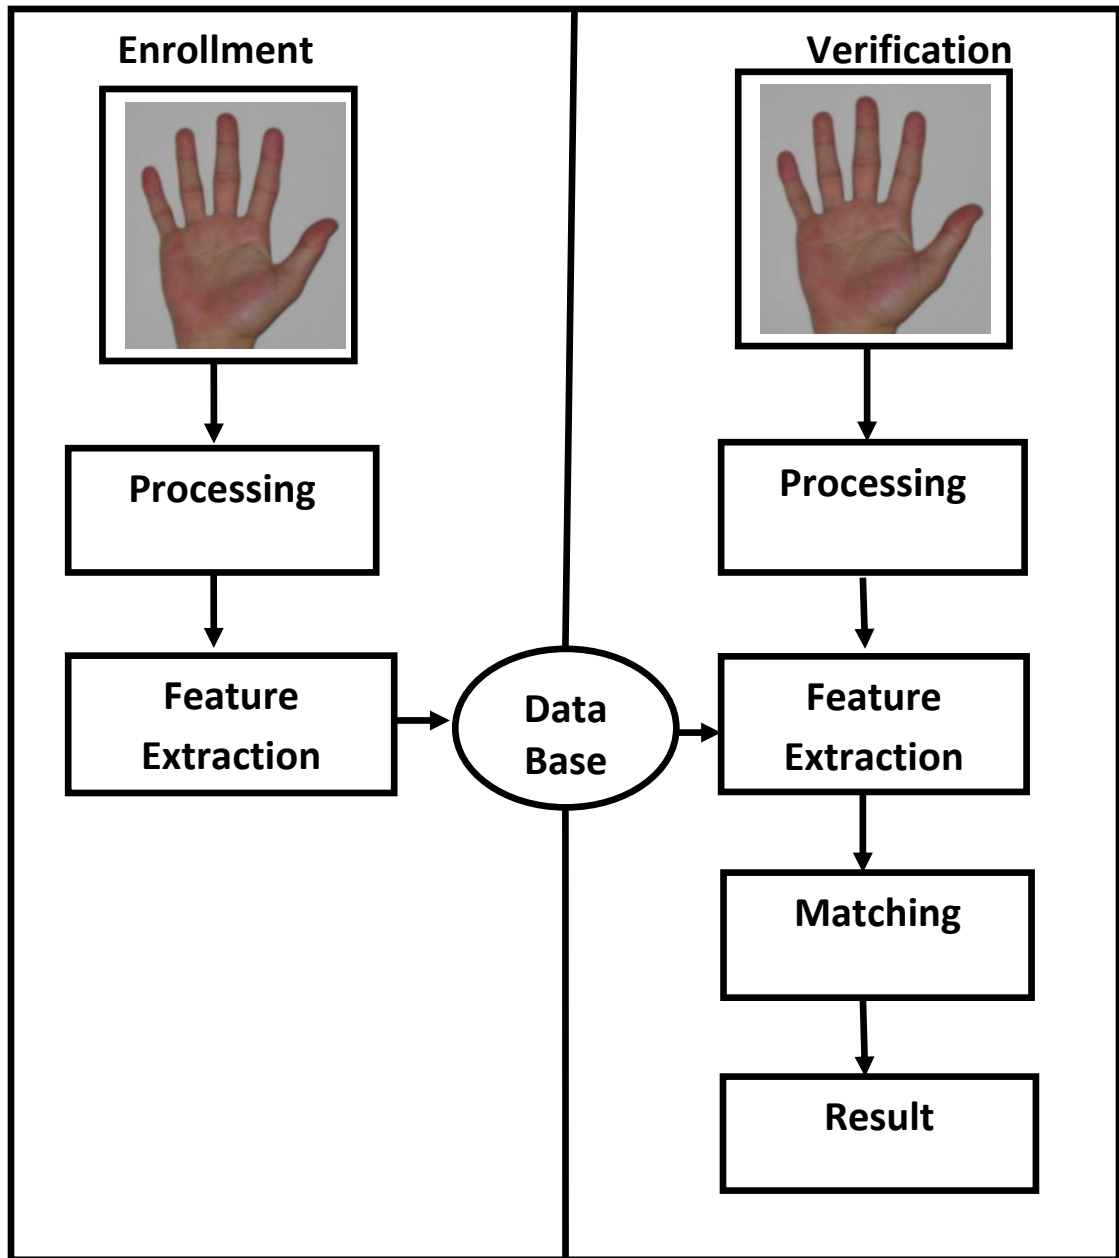 Enrollment
Processing
Feature
Extraction
Data
Base
Verification
Processing
Feature
Extraction
Matching
Result